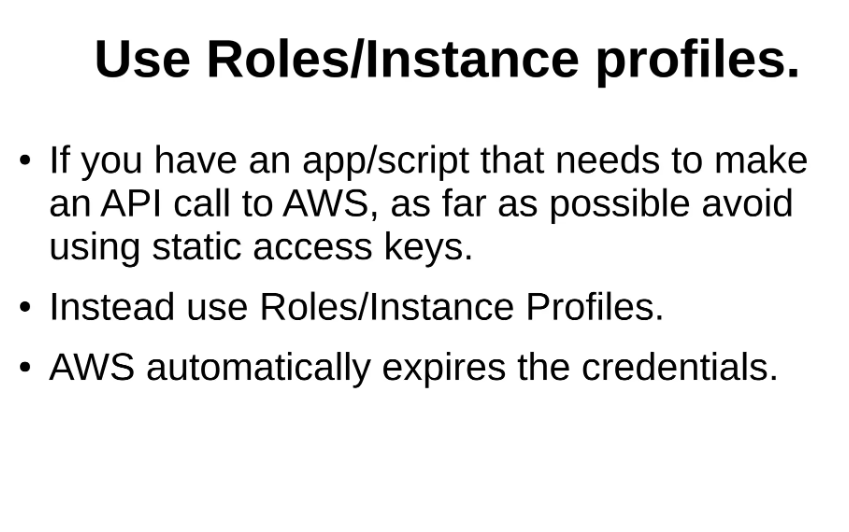 Use Roles/Instance profiles.
• If you have an app/script that needs to make
an API call to AWS, as far as possible avoid
using static access keys.
• Instead use Roles/Instance Profiles.
• AWS automatically expires the credentials.